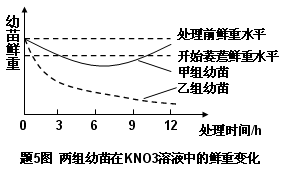 幼苗鲜重
处理前鲜重水平
开始萎蔫鲜重水平
甲组幼苗
乙组幼苗
0 3 6 9 12
处理时间/h
题5图 两组幼苗在KNO3溶液中的鲜重变化